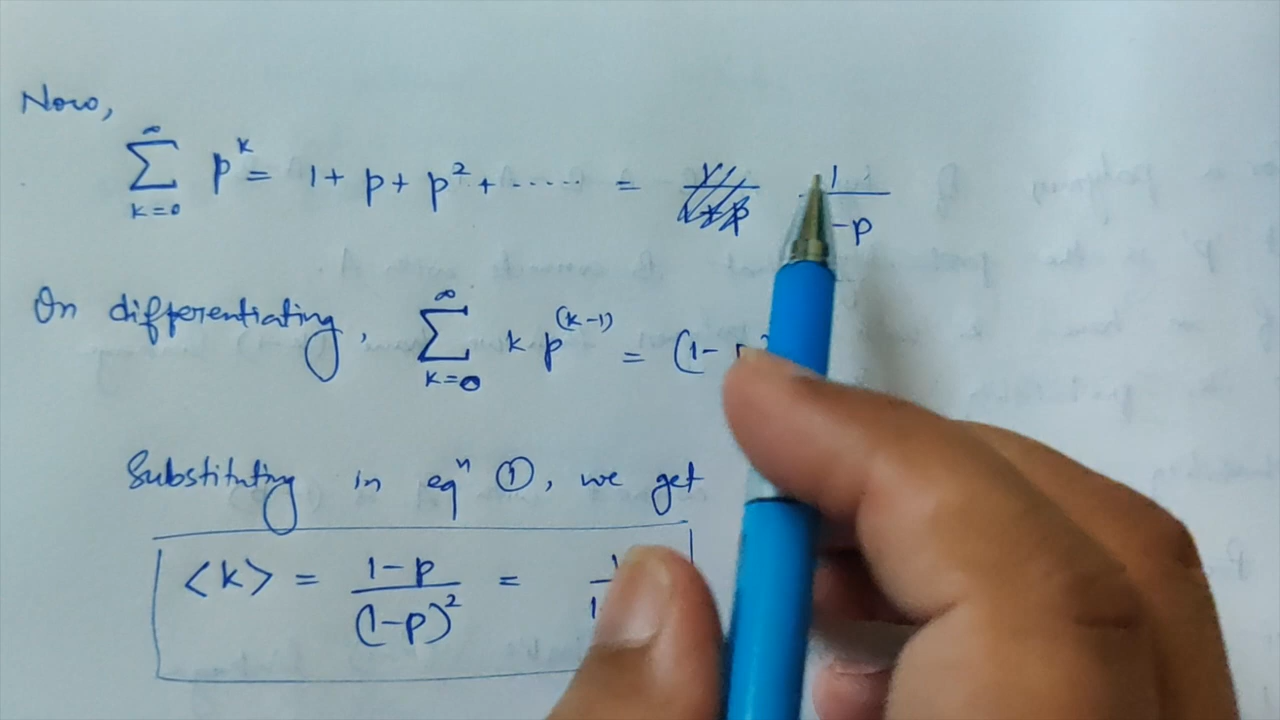 Now,
∞ ∑ k=0 p^k = 1 + p + p² + ..... = 1 -p
On differentiating, ∞ ∑ k=0 k p^(k-1) = (1-
Substituting in eqⁿ ①, we get
<k> = 1-p / (1-p)² = 1